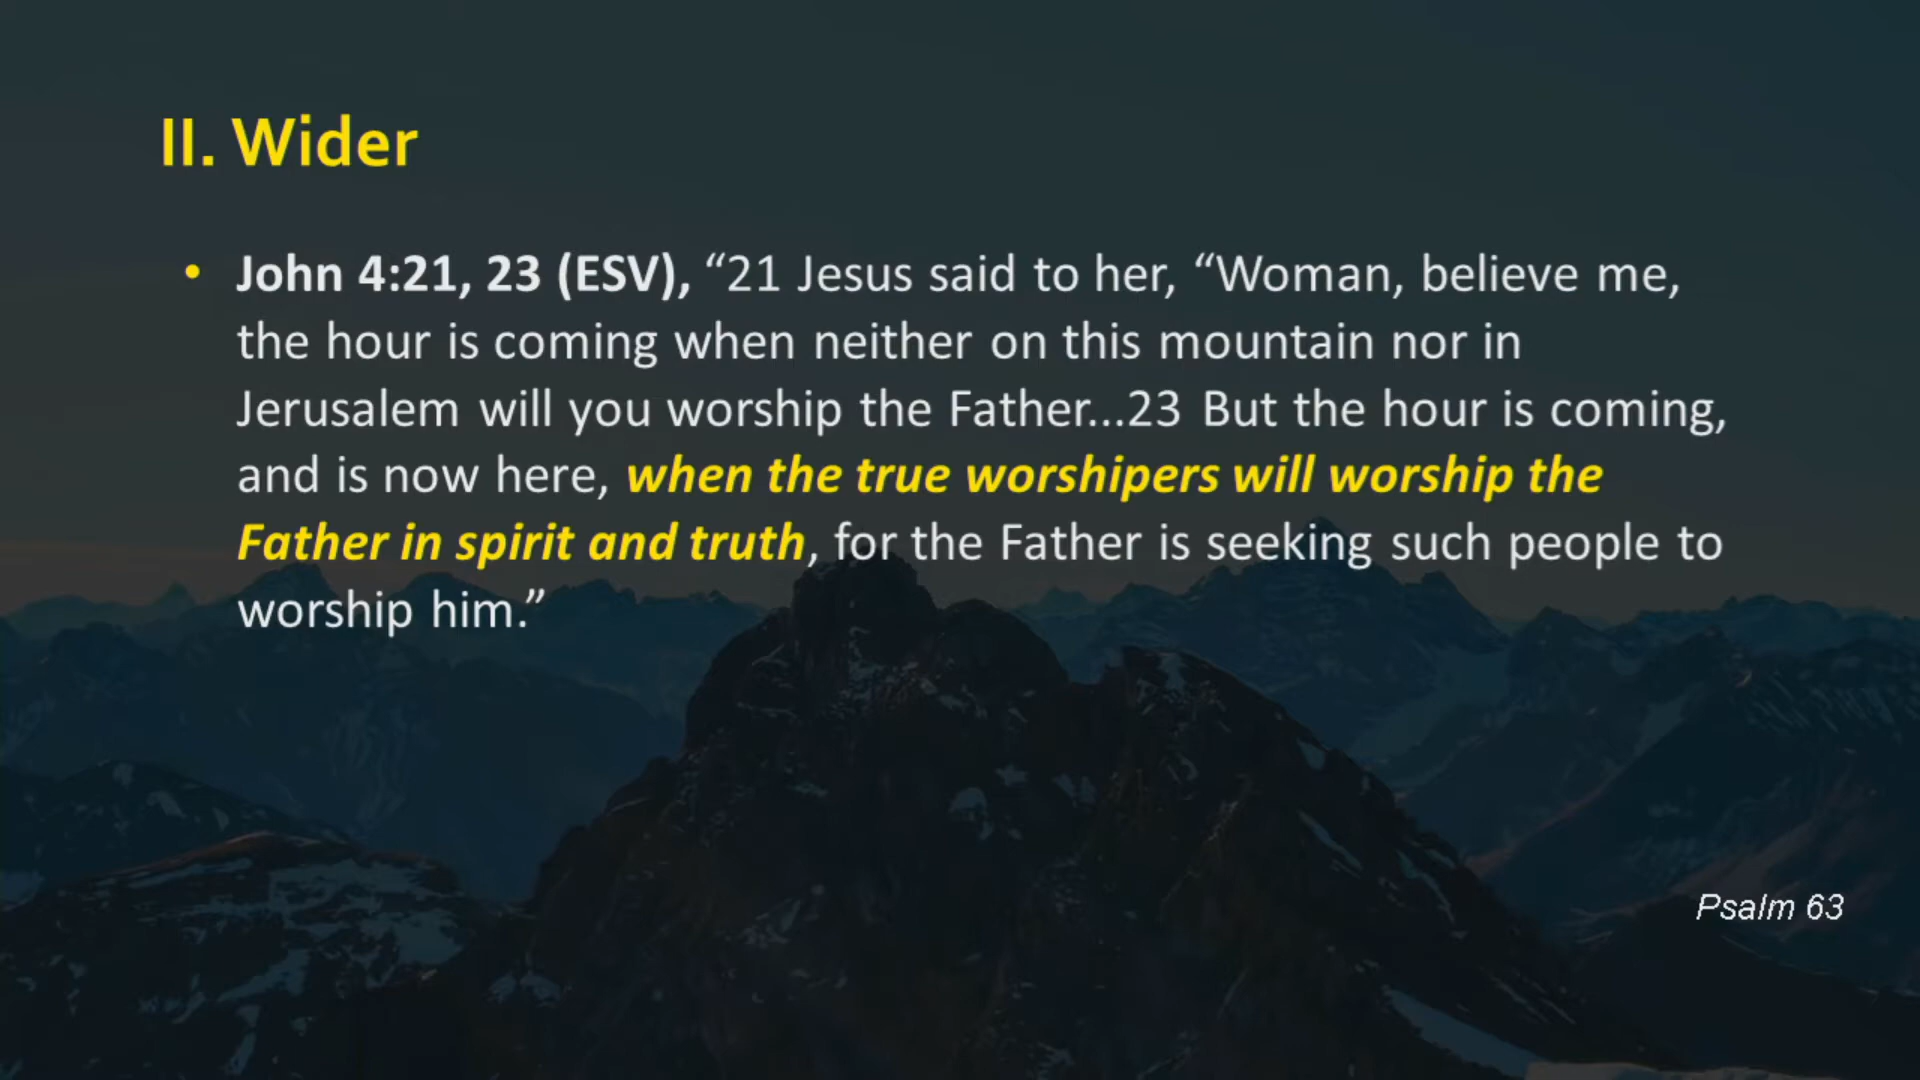 II. Wider
• John 4:21, 23 (ESV), “21 Jesus said to her, “Woman, believe me,
the hour is coming when neither on this mountain nor in
Jerusalem will you worship the Father...23 But the hour is coming,
and is now here, when the true worshipers will worship the
Father in spirit and truth, for the Father is seeking such people to
worship him.”
Psalm 63